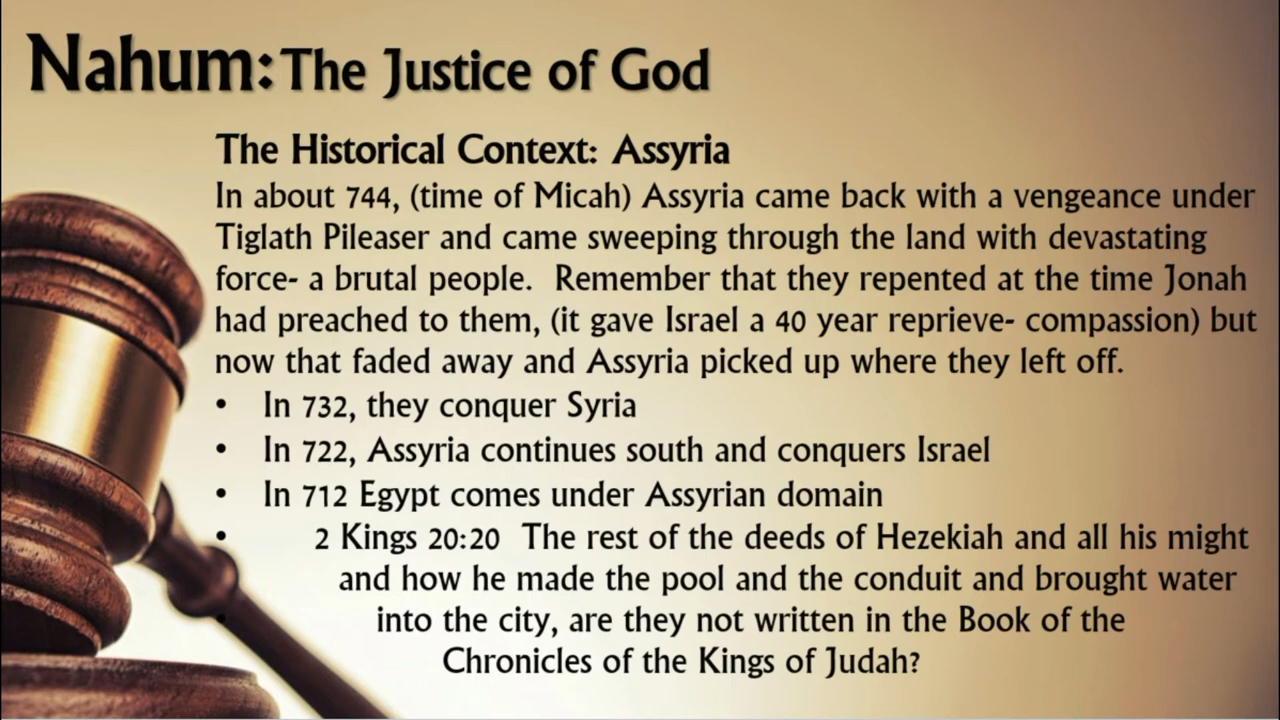 Nahum: The Justice of God
The Historical Context: Assyria
In about 744, (time of Micah) Assyria came back with a vengeance under
Tiglath Pileaser and came sweeping through the land with devastating
force- a brutal people.  Remember that they repented at the time Jonah
had preached to them, (it gave Israel a 40 year reprieve- compassion) but
now that faded away and Assyria picked up where they left off.
• In 732, they conquer Syria
• In 722, Assyria continues south and conquers Israel
• In 712 Egypt comes under Assyrian domain
• 2 Kings 20:20  The rest of the deeds of Hezekiah and all his might
and how he made the pool and the conduit and brought water
into the city, are they not written in the Book of the
Chronicles of the Kings of Judah?